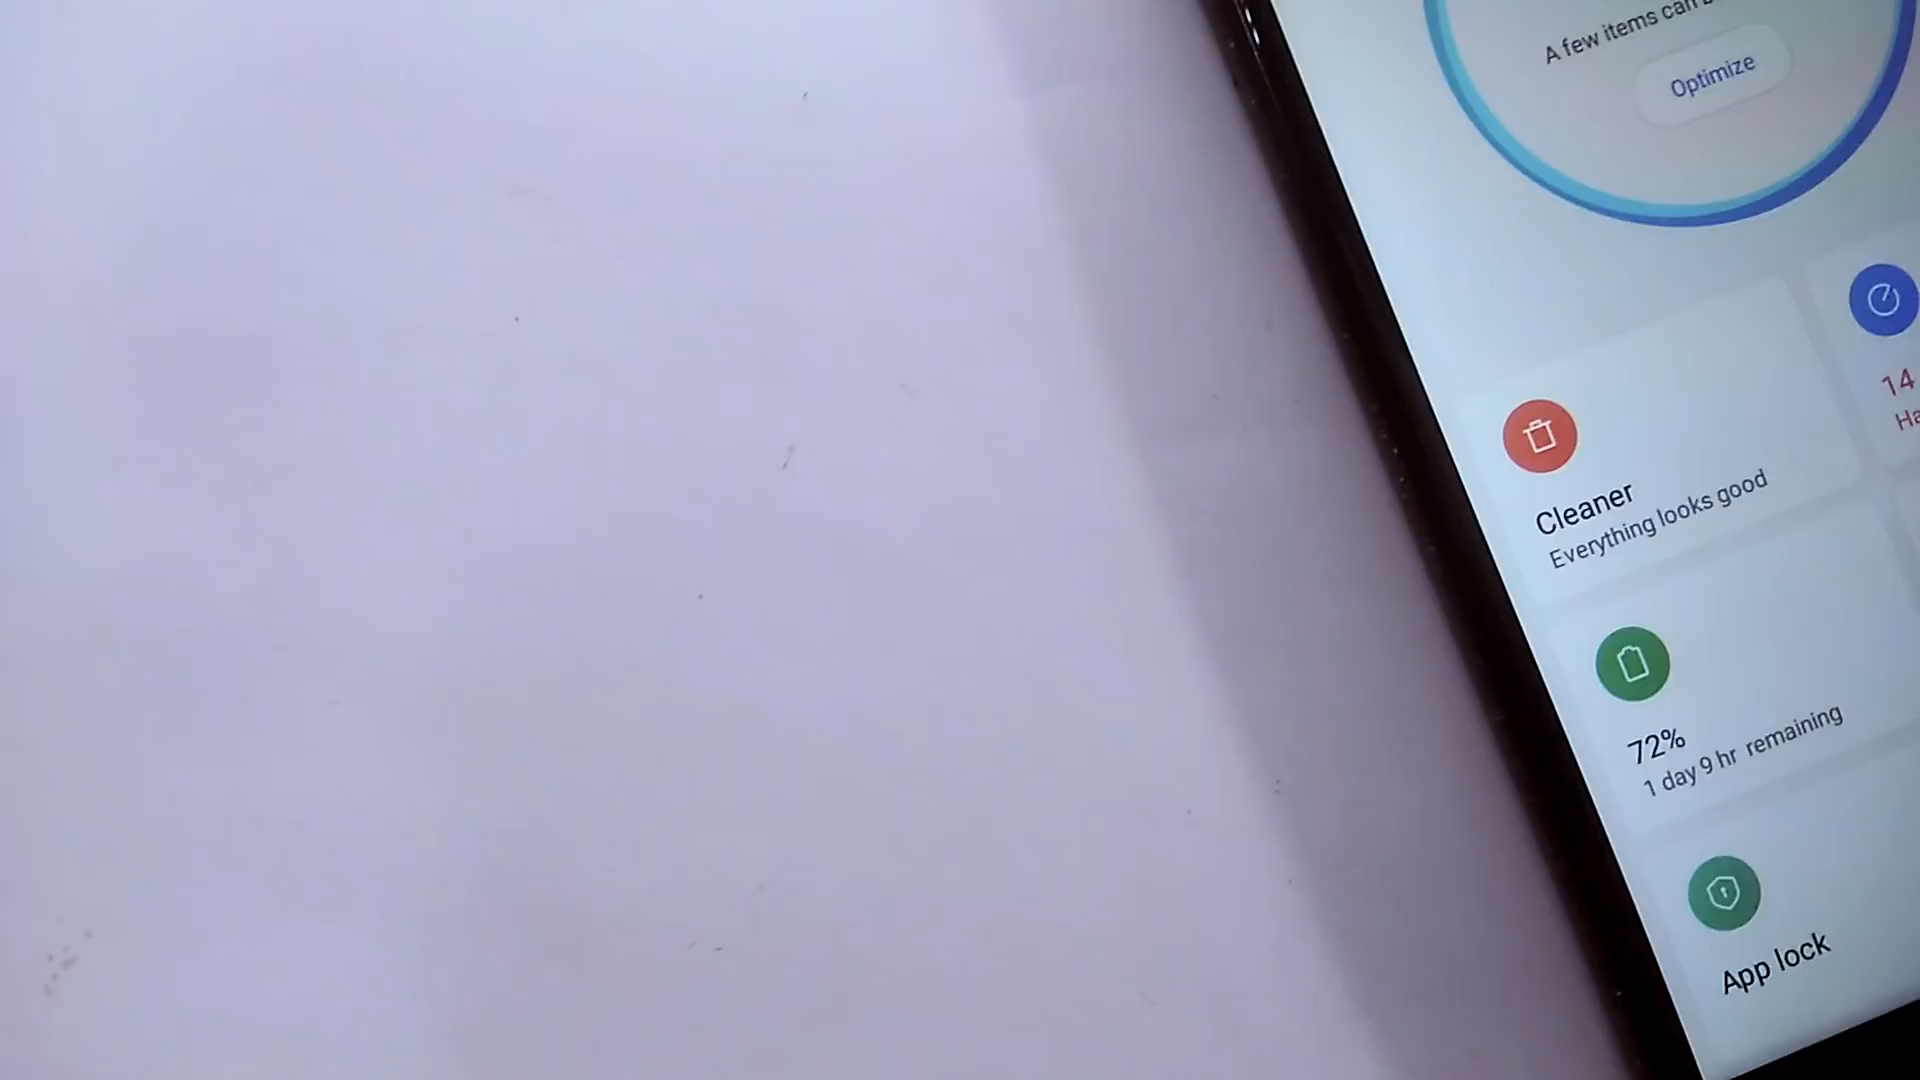 A few items can
Optimize
14
Cleaner
Everything looks good
72%
1 day 9 hr remaining
App lock